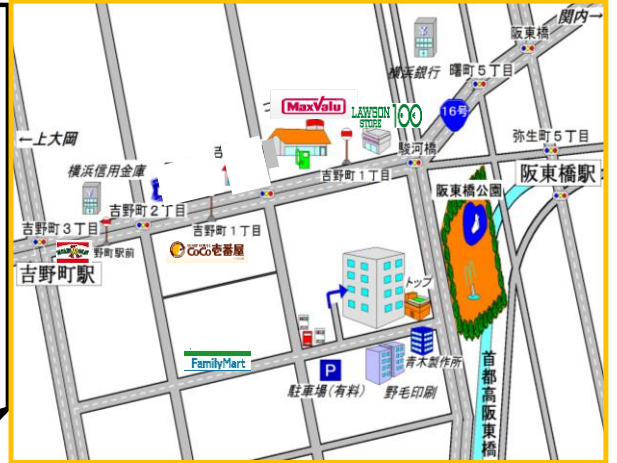 関内→
阪東橋
横浜銀行
曙町5丁目
MaxValu
LAWSON
STORE
100
16号
←上大岡
弥生町5丁目
駿河橋
横浜信用金庫
吉野町1丁目
阪東橋公園
阪東橋駅
吉野町2丁目
吉野町3丁目
吉野町1丁目
野町駅前
CoCo壱番屋
吉野町駅
トップ
FamilyMart
P
青木製作所
駐車場(有料)
野毛印刷
首都高阪東橋